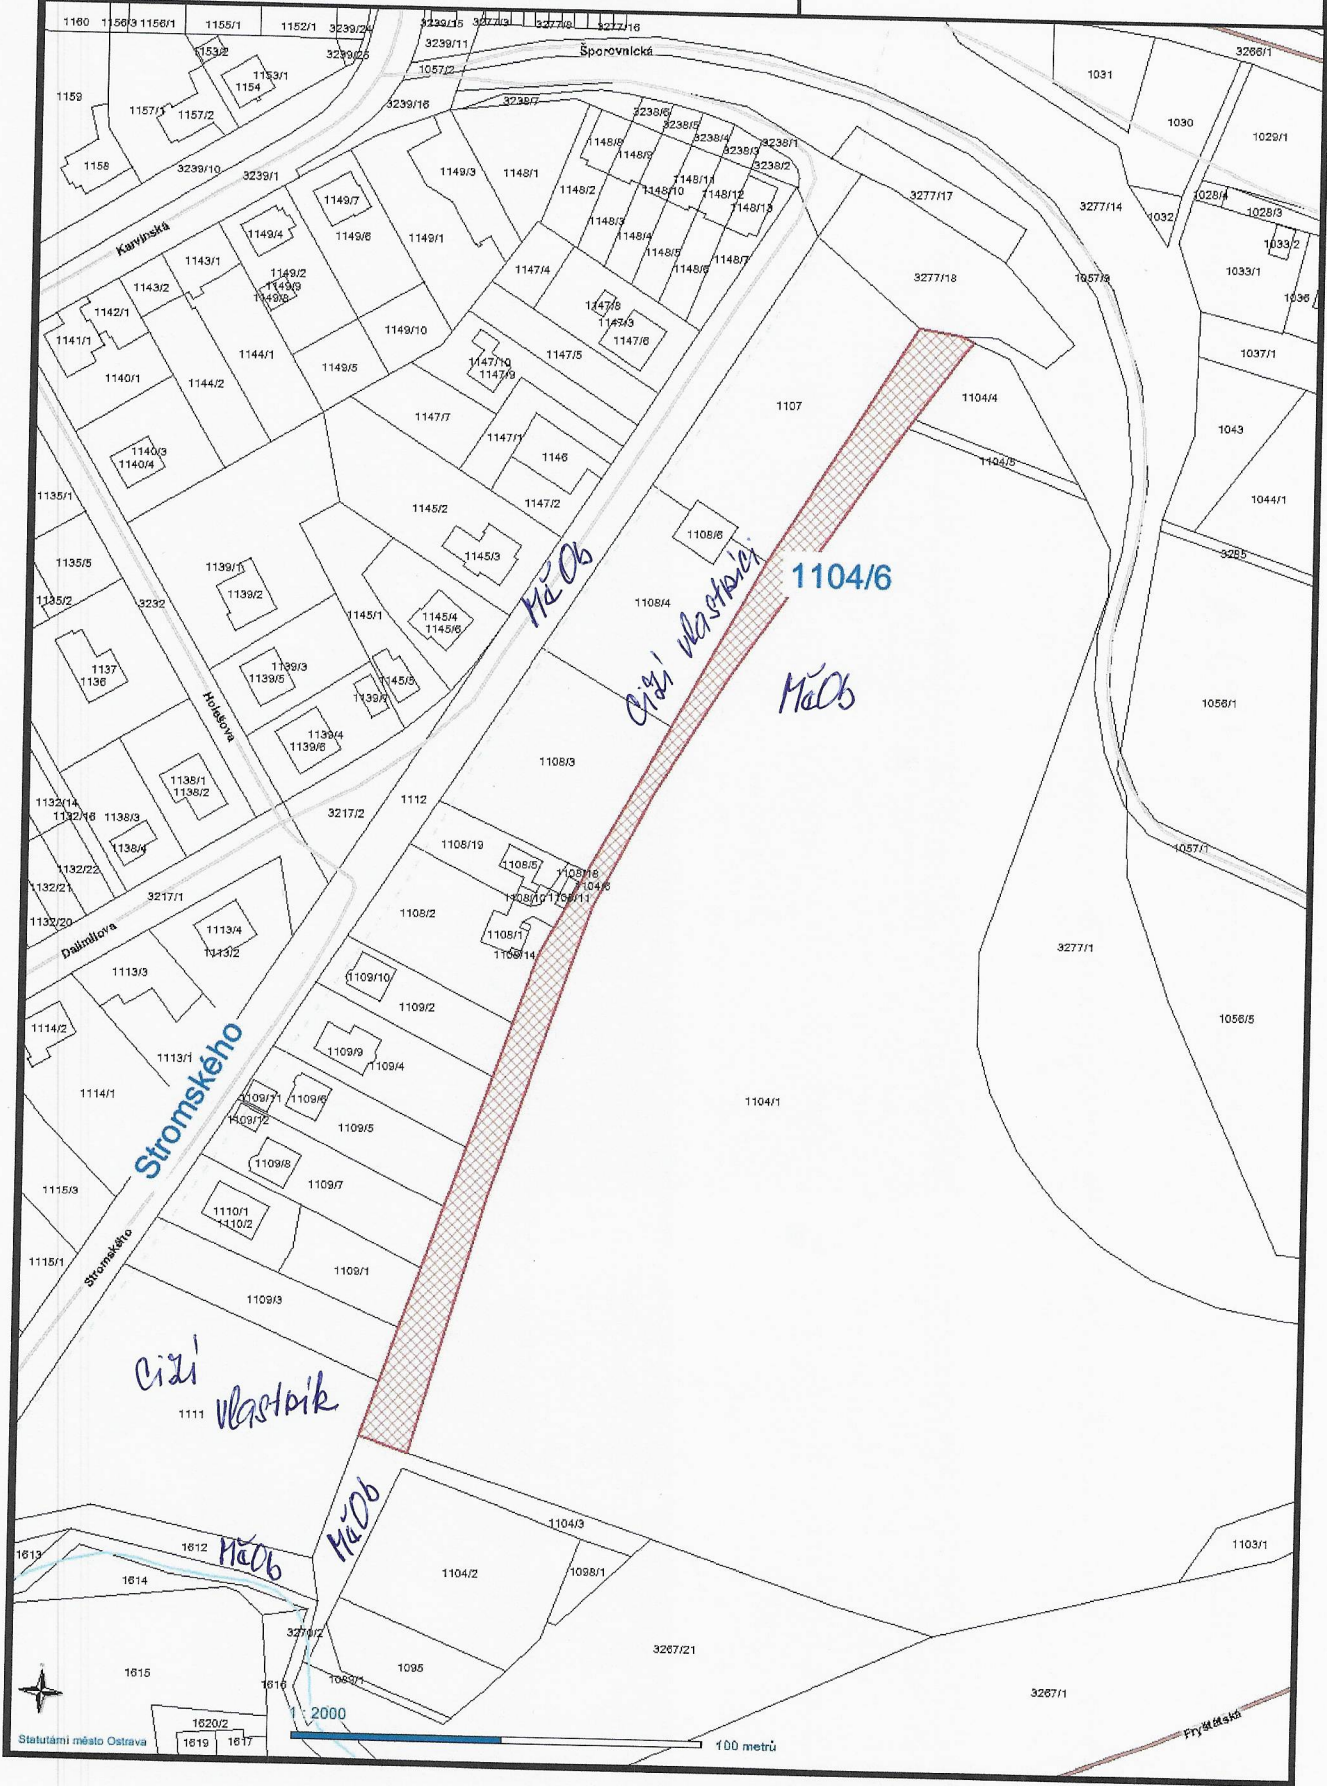 1160 1156/3 1156/1 1155/1 1152/1 3239/24 3239/15 3277/3 3277/8 3277/16
3239/11 Šporovnická 3266/1
1153/2 3239/25
1057/2 1031
1153/1
1154
1159 3239/16 3238/7
1157/1 1157/2 3238/6 1030
3238/5 1029/1
3238/4 3238/1
1148/8 3238/3
1148/9 3238/2
1158 3239/10 3239/1 1149/3 1148/1
1148/11
1148/2 1148/10 1148/12 3277/17 1028/4
1149/7 1148/13 3277/14 1032 1028/3
Karvinská 1149/4 1149/6 1149/1 1148/3
1148/4 1033/2
1143/1 1148/5 1148/7
1149/2 1147/4 1148/6 3277/18 1057/9 1033/1
1143/2 1149/9
1149/8 1036
1142/1 1147/8
1147/3
1141/1 1149/10 1147/6
1144/1 1147/5 1037/1
1140/1 1149/5 1147/10
1144/2 1147/9
1107 1104/4
1147/7 1043
1147/1
1140/3 1146
1140/4 1104/5
1135/1 1147/2 1044/1
1145/2
1108/6
1135/5 1145/3 3285
1139/1 MěOb
1104/6
1135/2 3232 1139/2 1108/4
1145/1 1145/4
1145/6 Cizí vlastníci
1137 1139/3
1136 1139/5 1145/5
1139/7 MěOb
Holešova 1056/1
1139/4
1139/6
1108/3
1138/1
1138/2
1132/14 1112
1132/16 1138/3 3217/2
1138/4 1108/19 1057/1
1132/22 1108/5
1108/18
1132/21 1104/6
3217/1 1108/10 1108/11
1132/20 1108/2
Dalimilova 1113/4 1108/1
1113/2 1108/14 3277/1
1113/3 1109/10
1109/2
1114/2 1056/5
1109/9
1113/1 1109/4
Stromského
1114/1 1109/11 1109/6 1104/1
1109/12 1109/5
1109/8
1115/3 1109/7
1110/1
1110/2
Stromského
1115/1 1109/1
1109/3
Cizí
vlastník
1111
MěOb
1104/3
1612 MěOb 1103/1
1613
1614 1104/2 1098/1
3270/2
3267/21
1615 1095
1616 1089/1 3267/1
1 : 2000
1620/2 Fryštátská
Statutární město Ostrava 1619 1617 100 metrů